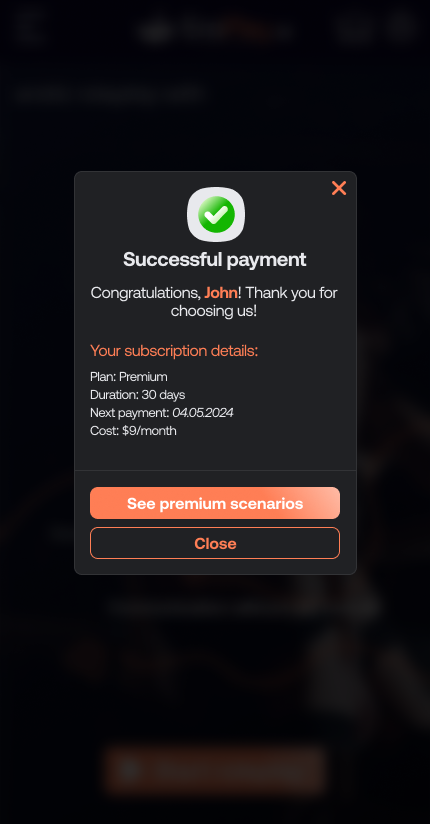 Successful payment
Congratulations, John! Thank you for
choosing us!
Your subscription details:
Plan: Premium
Duration: 30 days
Next payment: 04.05.2024
Cost: $9/month
See premium scenarios
Close